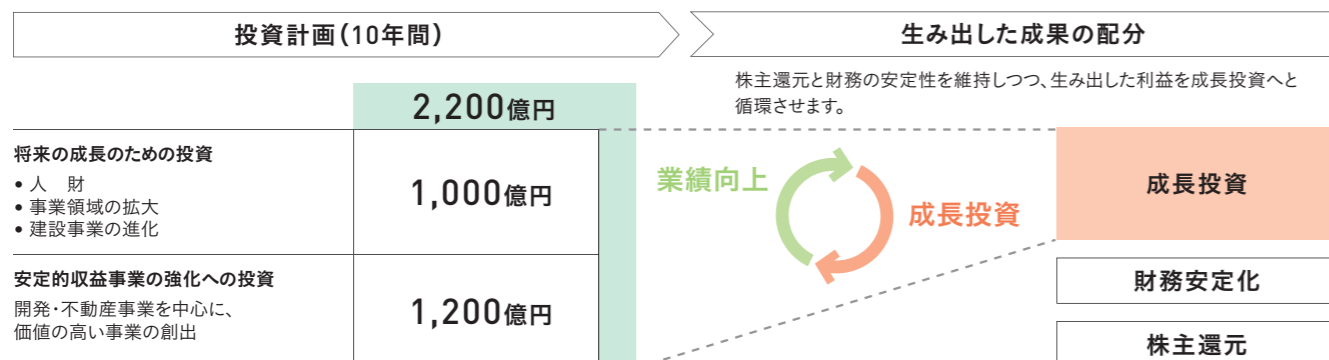 投資計画（10年間）
生み出した成果の配分
株主還元と財務の安定性を維持しつつ、生み出した利益を成長投資へと
循環させます。
2,200億円
将来の成長のための投資
• 人　財
• 事業領域の拡大
• 建設事業の進化
1,000億円
安定的収益事業の強化への投資
開発・不動産事業を中心に、
価値の高い事業の創出
1,200億円
業績向上
成長投資
成長投資
財務安定化
株主還元